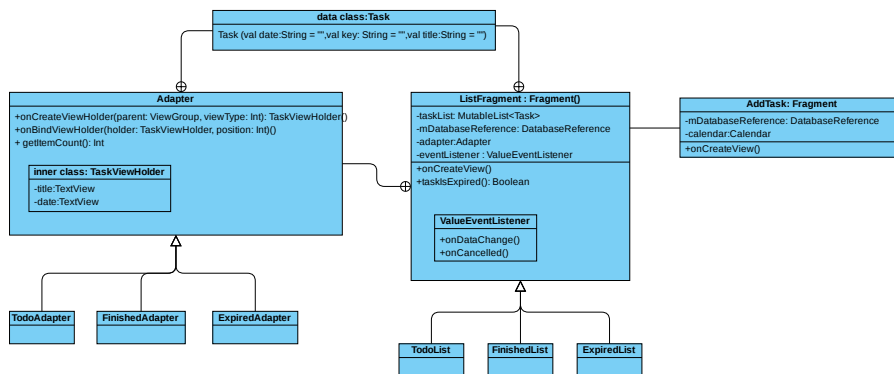 data class:Task
Task (val date:String = "",val key: String = "",val title:String = "")
Adapter
+onCreateViewHolder(parent: ViewGroup, viewType: Int): TaskViewHolder()
+onBindViewHolder(holder: TaskViewHolder, position: Int)()
+ getItemCount(): Int
inner class: TaskViewHolder
-title:TextView
-date:TextView
ListFragment : Fragment()
-taskList: MutableList<Task>
-mDatabaseReference: DatabaseReference
-adapter:Adapter
-eventListener : ValueEventListener
+onCreateView()
+taskIsExpired(): Boolean
ValueEventListener
+onDataChange()
+onCancelled()
AddTask: Fragment
-mDatabaseReference: DatabaseReference
-calendar:Calendar
+onCreateView()
TodoAdapter
FinishedAdapter
ExpiredAdapter
TodoList
FinishedList
ExpiredList